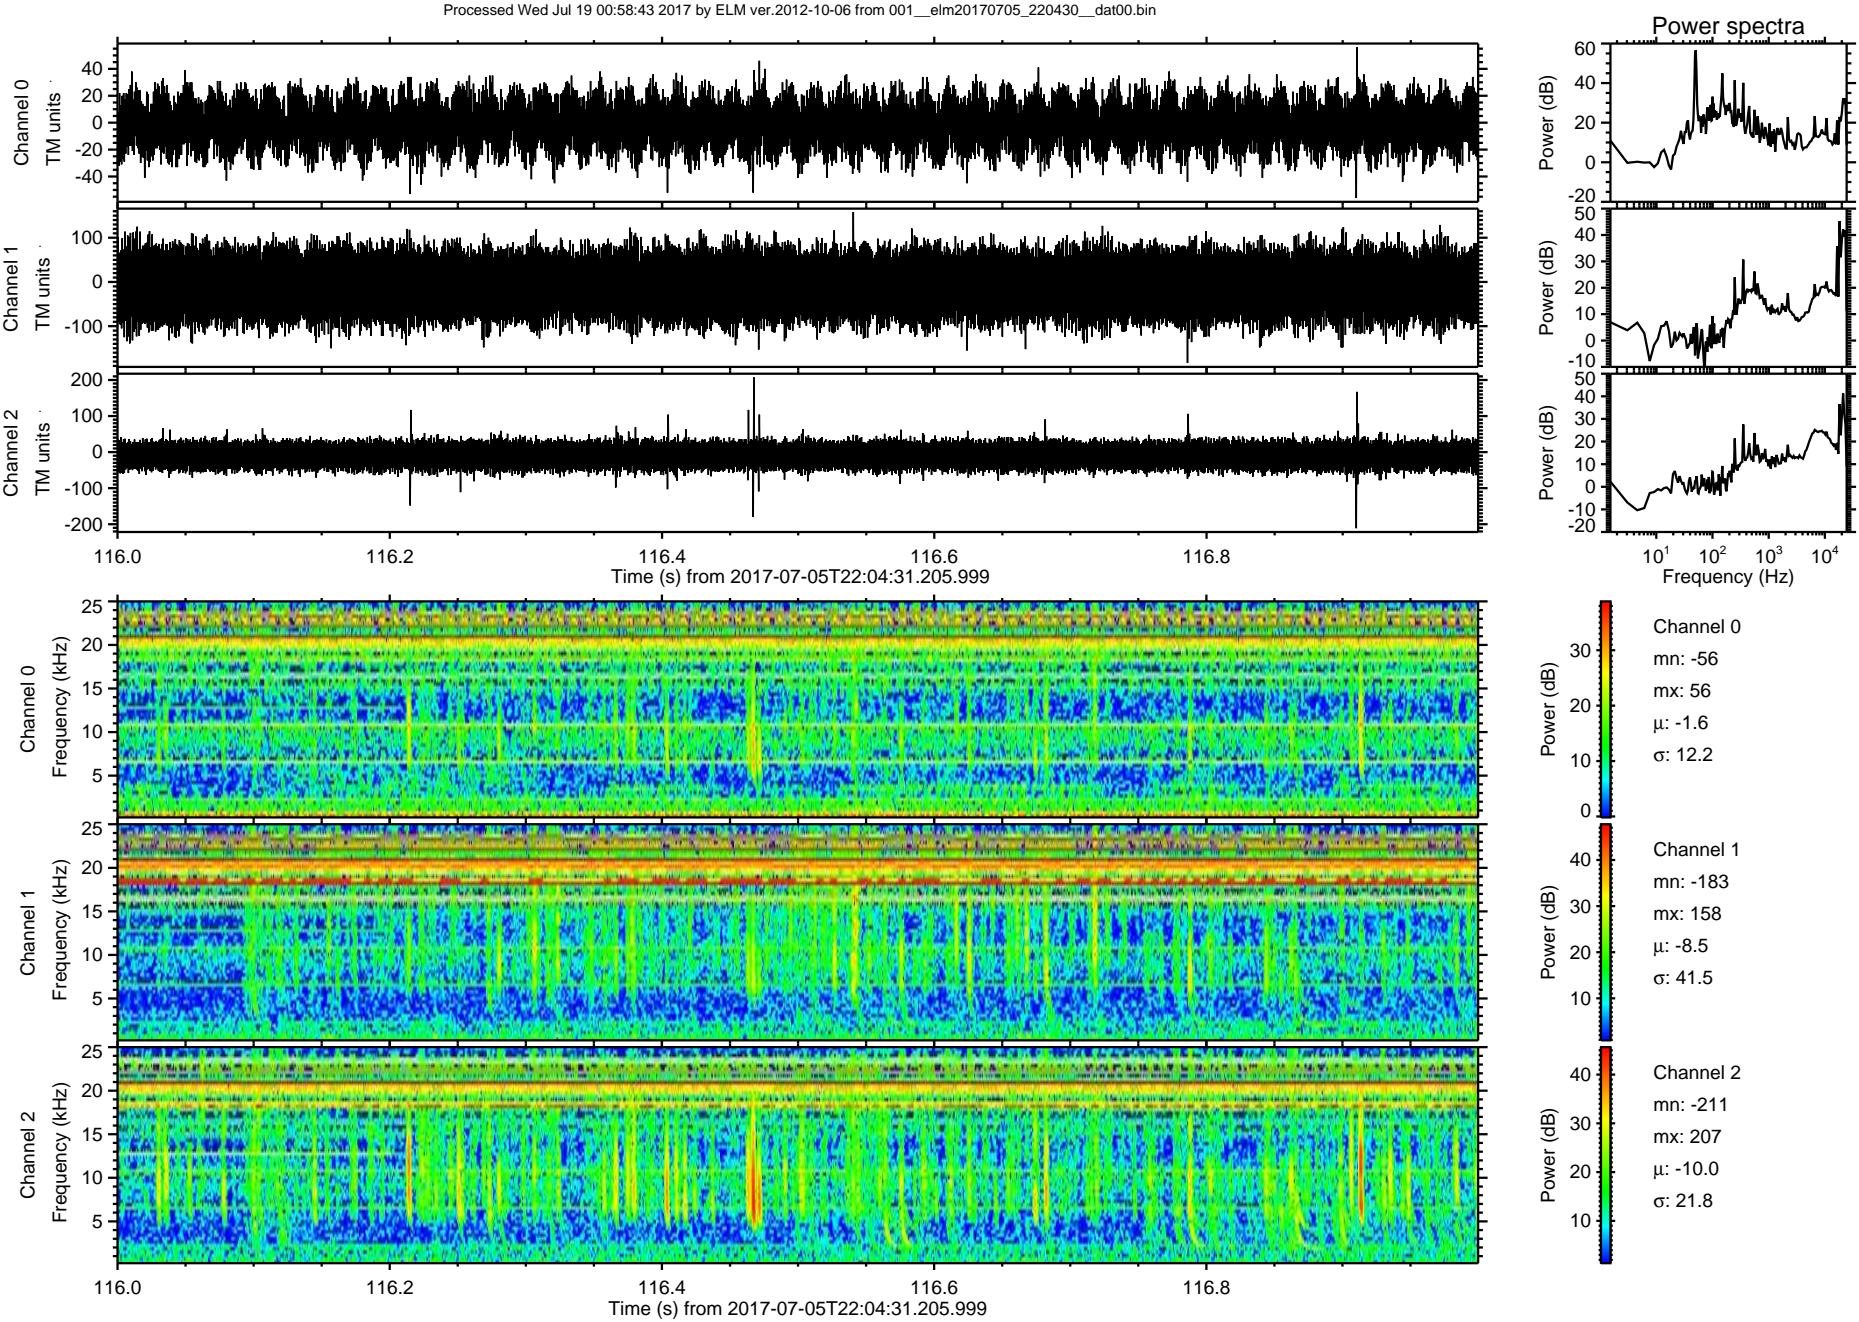 Processed Wed Jul 19 00:58:43 2017 by ELM ver.2012-10-06 from 001__elm20170705_220430__dat00.bin
Power spectra
Channel 0
TM units
40
20
0
-20
-40
Power (dB)
60
40
20
0
-20
Channel 1
TM units
100
0
-100
Power (dB)
50
40
30
20
10
0
-10
Channel 2
TM units
200
100
0
-100
-200
Power (dB)
50
40
30
20
10
0
-10
-20
116.0 116.2 116.4 116.6 116.8
Time (s) from 2017-07-05T22:04:31.205.999
10^1 10^2 10^3 10^4
Frequency (Hz)
Channel 0
Frequency (kHz)
25
20
15
10
5
Power (dB)
30
20
10
0
Channel 0
mn: -56
mx: 56
µ: -1.6
σ: 12.2
Channel 1
Frequency (kHz)
25
20
15
10
5
Power (dB)
40
30
20
10
Channel 1
mn: -183
mx: 158
µ: -8.5
σ: 41.5
Channel 2
Frequency (kHz)
25
20
15
10
5
Power (dB)
40
30
20
10
Channel 2
mn: -211
mx: 207
µ: -10.0
σ: 21.8
116.0 116.2 116.4 116.6 116.8
Time (s) from 2017-07-05T22:04:31.205.999